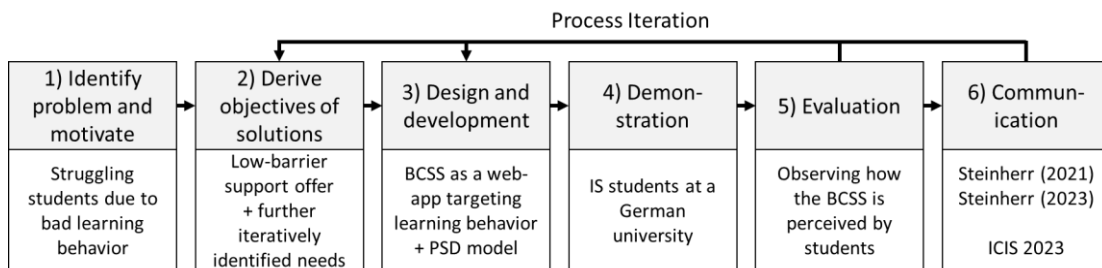 Process Iteration
1) Identify
problem and
motivate
Struggling
students due to
bad learning
behavior
2) Derive
objectives of
solutions
Low-barrier
support offer
+ further
iteratively
identified needs
3) Design and
development
BCSS as a web-
app targeting
learning behavior
+ PSD model
4) Demon-
stration
IS students at a
German
university
5) Evaluation
Observing how
the BCSS is
perceived by
students
6) Commun-
ication
Steinherr (2021)
Steinherr (2023)
ICIS 2023